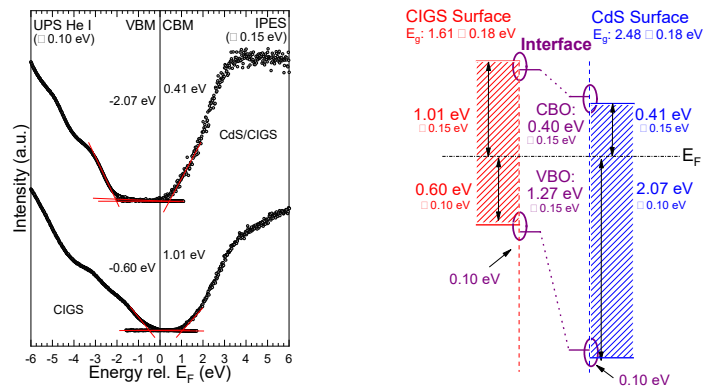 UPS He I
(□ 0.10 eV)
VBM
CBM
IPES
(□ 0.15 eV)
-2.07 eV
0.41 eV
CdS/CIGS
-0.60 eV
1.01 eV
CIGS
Intensity (a.u.)
-6 -5 -4 -3 -2 -1 0 1 2 3 4 5 6
Energy rel. E_F (eV)
CIGS Surface
E_g: 1.61 □ 0.18 eV
CdS Surface
E_g: 2.48 □ 0.18 eV
Interface
1.01 eV
□ 0.15 eV
CBO:
0.40 eV
□ 0.15 eV
0.41 eV
□ 0.15 eV
E_F
0.60 eV
□ 0.10 eV
VBO:
1.27 eV
□ 0.15 eV
2.07 eV
□ 0.10 eV
0.10 eV
0.10 eV